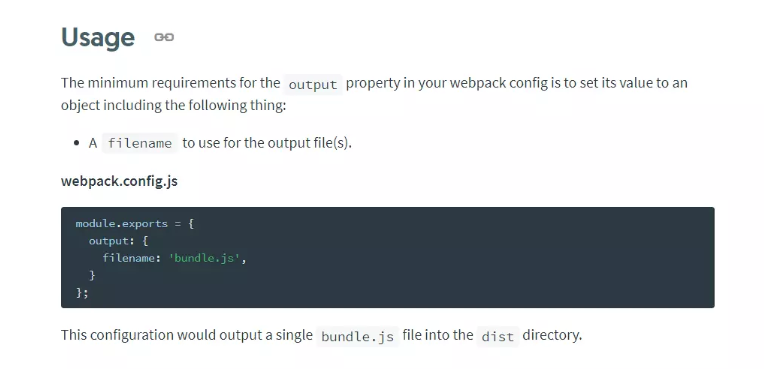 Usage
The minimum requirements for the output property in your webpack config is to set its value to an
object including the following thing:
• A filename to use for the output file(s).
webpack.config.js
module.exports = {
  output: {
    filename: 'bundle.js',
  }
};
This configuration would output a single bundle.js file into the dist directory.